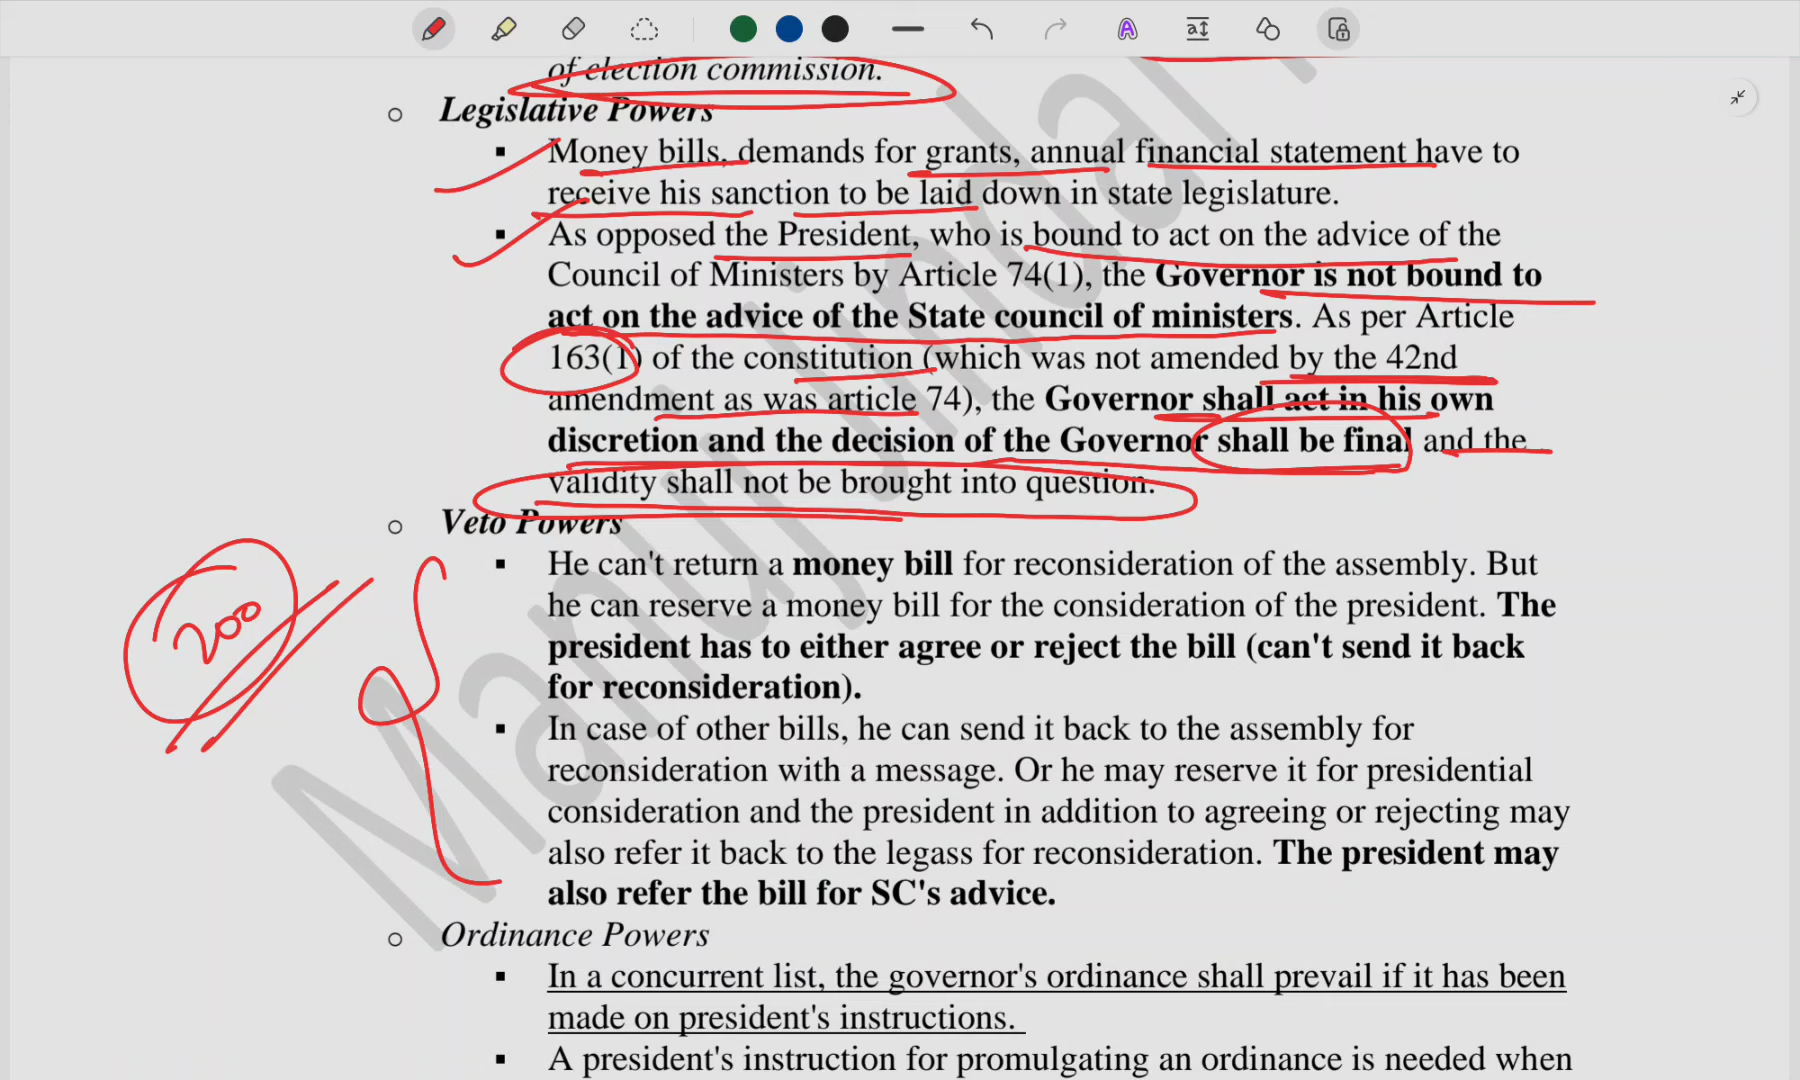 of election commission.
o Legislative Powers
▪ Money bills, demands for grants, annual financial statement have to
receive his sanction to be laid down in state legislature.
▪ As opposed the President, who is bound to act on the advice of the
Council of Ministers by Article 74(1), the Governor is not bound to
act on the advice of the State council of ministers. As per Article
163(1) of the constitution (which was not amended by the 42nd
amendment as was article 74), the Governor shall act in his own
discretion and the decision of the Governor shall be final and the
validity shall not be brought into question.
o Veto Powers
▪ He can't return a money bill for reconsideration of the assembly. But
he can reserve a money bill for the consideration of the president. The
president has to either agree or reject the bill (can't send it back
for reconsideration).
▪ In case of other bills, he can send it back to the assembly for
reconsideration with a message. Or he may reserve it for presidential
consideration and the president in addition to agreeing or rejecting may
also refer it back to the legass for reconsideration. The president may
also refer the bill for SC's advice.
o Ordinance Powers
▪ In a concurrent list, the governor's ordinance shall prevail if it has been
made on president's instructions.
▪ A president's instruction for promulgating an ordinance is needed when
200
Manuj Jindal